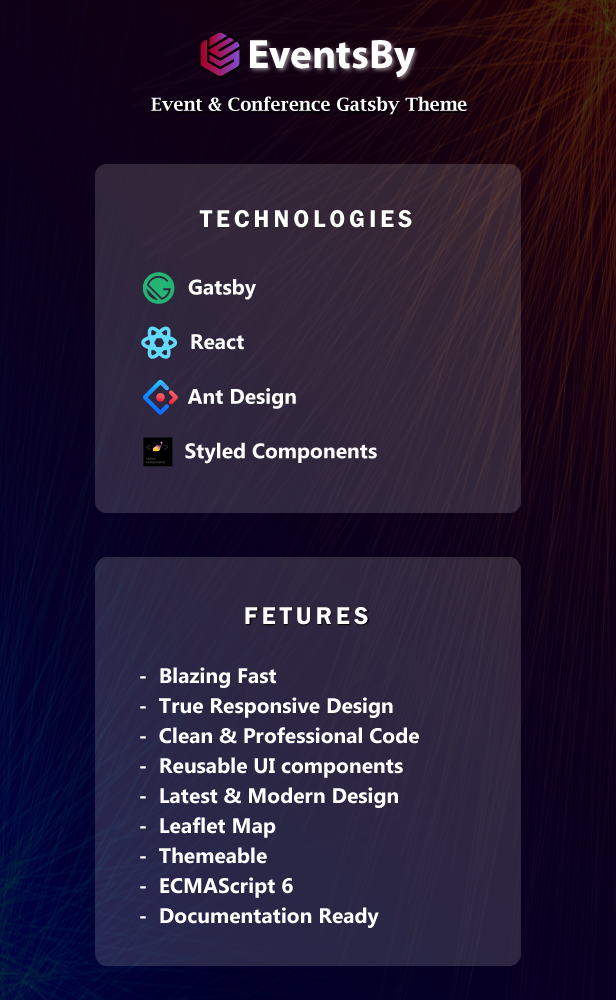 EventsBy
Event & Conference Gatsby Theme
TECHNOLOGIES
Gatsby
React
Ant Design
Styled Components
FETURES
- Blazing Fast
- True Responsive Design
- Clean & Professional Code
- Reusable UI components
- Latest & Modern Design
- Leaflet Map
- Themeable
- ECMAScript 6
- Documentation Ready